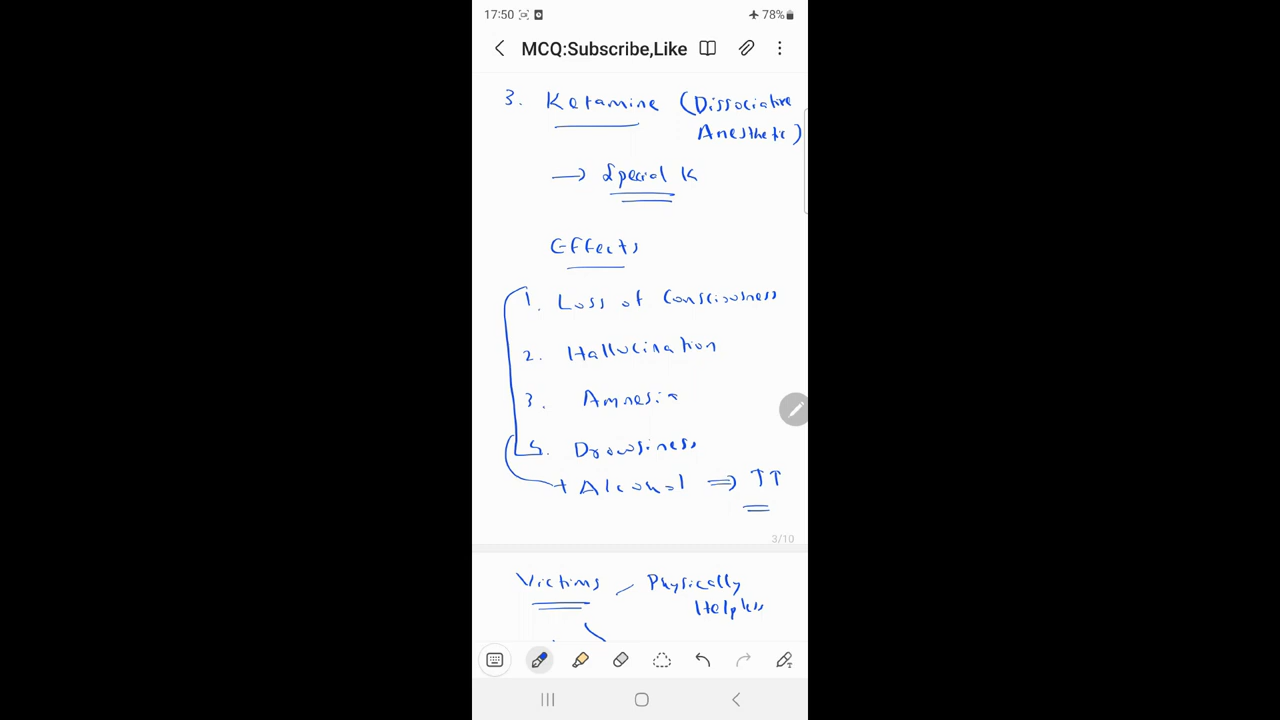 17:50 78%
MCQ:Subscribe,Like
3. Ketamine (Dissociative
Anesthetic)
→ Special K
Effects
1. Loss of Consciousness
2. Hallucination
3. Amnesia
4. Drowsiness
+ Alcohol ⇒ ↑↑
3/10
Victims - Physically
Helpless